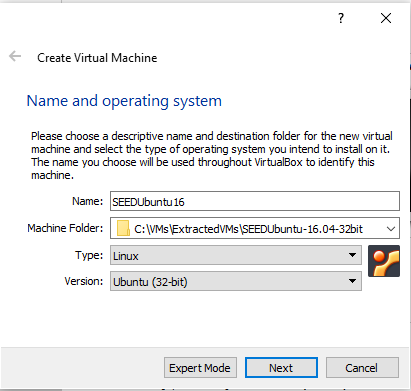 ?
Create Virtual Machine
Name and operating system
Please choose a descriptive name and destination folder for the new virtual
machine and select the type of operating system you intend to install on it.
The name you choose will be used throughout VirtualBox to identify this
machine.
Name: SEEDUbuntu16
Machine Folder: C:\VMs\ExtractedVMs\SEEDUbuntu-16.04-32bit
Type: Linux
Version: Ubuntu (32-bit)
Expert Mode Next Cancel